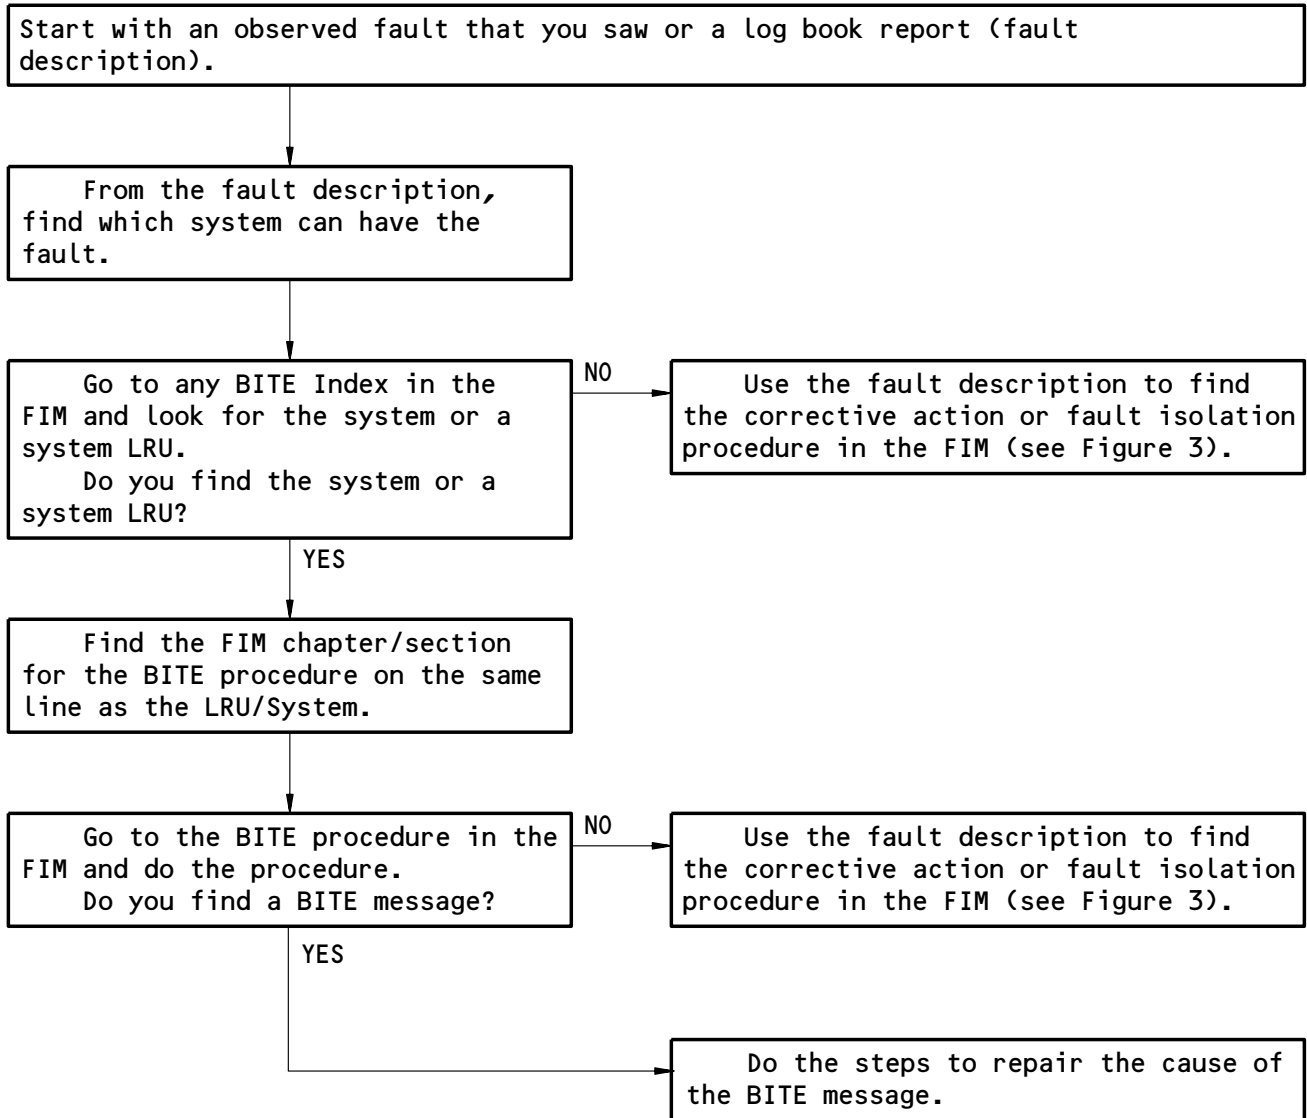 Start with an observed fault that you saw or a log book report (fault
description).
From the fault description,
find which system can have the
fault.
Go to any BITE Index in the
FIM and look for the system or a
system LRU.
Do you find the system or a
system LRU?
NO
Use the fault description to find
the corrective action or fault isolation
procedure in the FIM (see Figure 3).
YES
Find the FIM chapter/section
for the BITE procedure on the same
line as the LRU/System.
Go to the BITE procedure in the
FIM and do the procedure.
Do you find a BITE message?
NO
Use the fault description to find
the corrective action or fault isolation
procedure in the FIM (see Figure 3).
YES
Do the steps to repair the cause of
the BITE message.